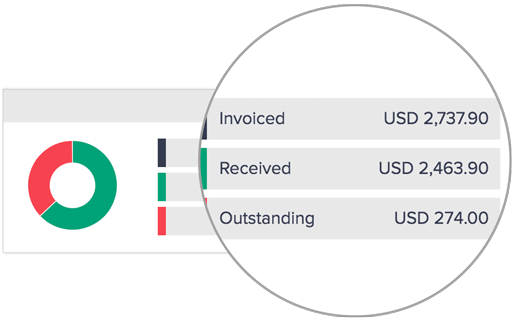 Invoiced USD 2,737.90
Received USD 2,463.90
Outstanding USD 274.00